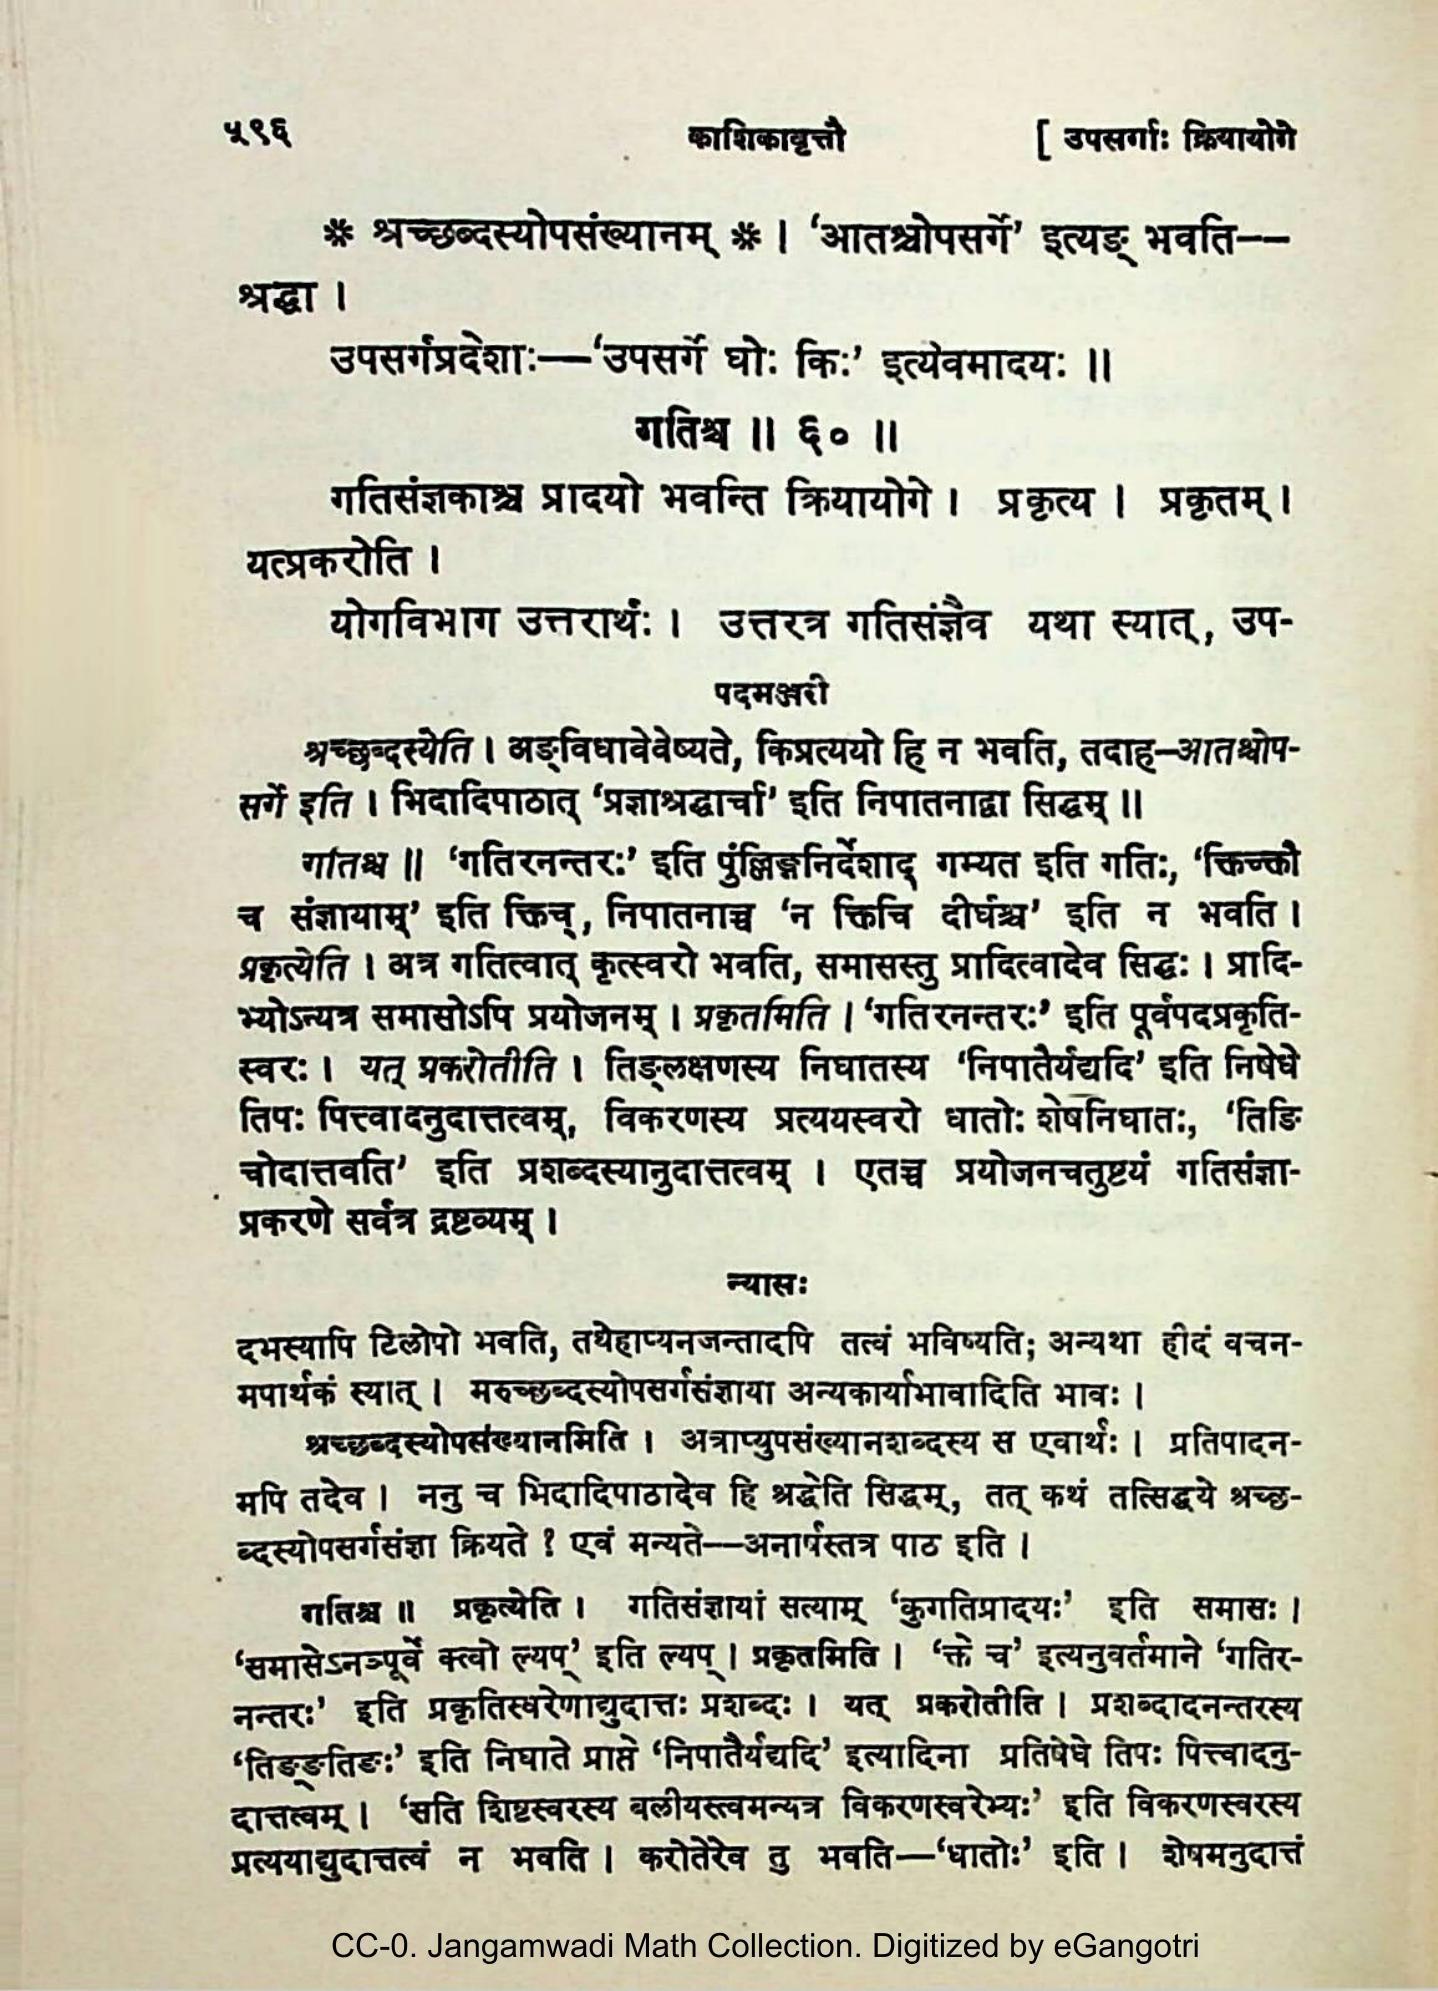 ५९६ काशिकावृत्तौ [ उपसर्गाः क्रियायोगे
* श्रच्छब्दस्योपसंख्यानम् * । ‘आतश्चोपसर्गे’ इत्यङ् भवति--
श्रद्धा ।
उपसर्गप्रदेशाः—‘उपसर्गे घोः किः’ इत्येवमादयः ॥
गतिश्च ॥ ६० ॥
गतिसंज्ञकाश्च प्रादयो भवन्ति क्रियायोगे । प्रकृत्य । प्रकृतम् ।
यत्प्रकरोति ।
योगविभाग उत्तरार्थः । उत्तरत्र गतिसंज्ञैव यथा स्यात्, उप-
पदमञ्जरी
श्रच्छब्दस्येति । अङ्विधावेवेष्यते, किप्रत्ययो हि न भवति, तदाह–आतश्चोप-
सर्गे इति । भिदादिपाठात् ‘प्रज्ञाश्रद्धार्चा’ इति निपातनाद्वा सिद्धम् ॥
गतिश्च ॥ ‘गतिरनन्तरः’ इति पुंल्लिङ्गनिर्देशाद् गम्यत इति गतिः, ‘क्तिच्क्तौ
च संज्ञायाम्’ इति क्तिच्, निपातनाच्च ‘न क्तिचि दीर्घश्च’ इति न भवति ।
प्रकृत्येति । अत्र गतित्वात् कृत्स्वरो भवति, समासस्तु प्रादित्वादेव सिद्धः । प्रादि-
भ्योऽन्यत्र समासोऽपि प्रयोजनम् । प्रकृतमिति । ‘गतिरनन्तरः’ इति पूर्वपदप्रकृति-
स्वरः । यत् प्रकरोतीति । तिङ्लक्षणस्य निघातस्य ‘निपातैर्यद्यदि’ इति निषेधे
तिपः पित्त्वादनुदात्तत्वम्, विकरणस्य प्रत्ययस्वरो धातोः शेषनिघातः, ‘तिङि
चोदात्तवति’ इति प्रशब्दस्यानुदात्तत्वम् । एतच्च प्रयोजनचतुष्टयं गतिसंज्ञा-
प्रकरणे सर्वत्र द्रष्टव्यम् ।
न्यासः
दभस्यापि टिलोपो भवति, तथेहाप्यनजन्तादपि तत्वं भविष्यति; अन्यथा हीदं वचन-
मपार्थकं स्यात् । मरुच्छब्दस्योपसर्गसंज्ञाया अन्यकार्याभावादिति भावः ।
श्रच्छब्दस्योपसंख्यानमिति । अत्राप्युपसंख्यानशब्दस्य स एवार्थः । प्रतिपादन-
मपि तदेव । ननु च भिदादिपाठादेव हि श्रद्धेति सिद्धम्, तत् कथं तत्सिद्धये श्रच्छ-
ब्दस्योपसर्गसंज्ञा क्रियते ? एवं मन्यते—अनार्षस्तत्र पाठ इति ।
गतिश्च ॥ प्रकृत्येति । गतिसंज्ञायां सत्याम् ‘कुगतिप्रादयः’ इति समासः ।
‘समासेऽनञ्पूर्वे क्त्वो ल्यप्’ इति ल्यप् । प्रकृतमिति । ‘क्ते च’ इत्यनुवर्तमाने ‘गतिर-
नन्तरः’ इति प्रकृतिस्वरेणाद्युदात्तः प्रशब्दः । यत् प्रकरोतीति । प्रशब्दादनन्तरस्य
‘तिङ्ङतिङः’ इति निघाते प्राप्ते ‘निपातैर्यद्यदि’ इत्यादिना प्रतिषेधे तिपः पित्त्वादनु-
दात्तत्वम् । ‘सति शिष्टस्वरस्य बलीयस्त्वमन्यत्र विकरणस्वरेभ्यः’ इति विकरणस्वरस्य
प्रत्ययाद्युदात्तत्वं न भवति । करोतेरेव तु भवति—‘धातोः’ इति । शेषमनुदात्तं
CC-0. Jangamwadi Math Collection. Digitized by eGangotri